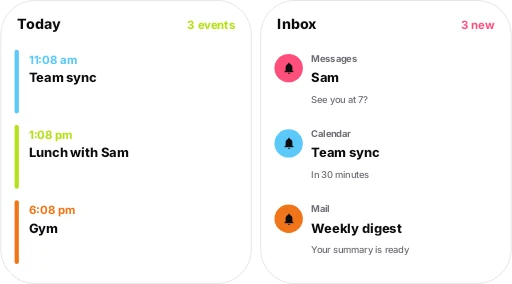 Today
3 events
11:08 am
Team sync
1:08 pm
Lunch with Sam
6:08 pm
Gym
Inbox
3 new
Messages
Sam
See you at 7?
Calendar
Team sync
In 30 minutes
Mail
Weekly digest
Your summary is ready